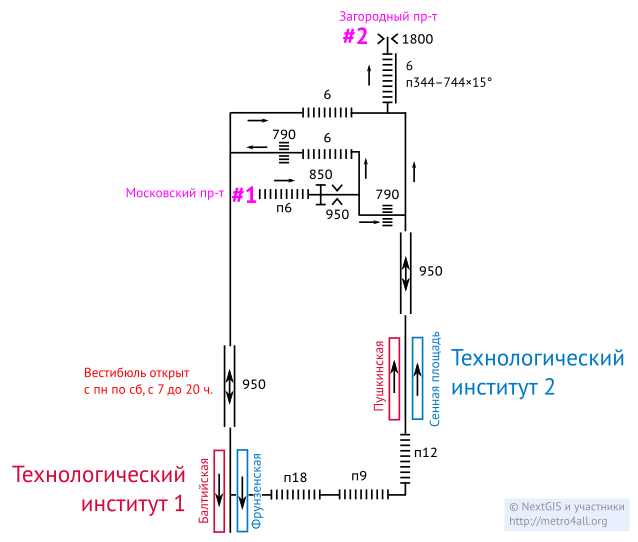 Загородный пр-т
#2
1800
6
п344–744×15°
6
790
6
850
Московский пр-т
#1
790
п6
950
950
Вестибюль открыт
с пн по сб, с 7 до 20 ч.
950
Пушкинская
Сенная площадь
Технологический
институт 2
п12
Технологический
институт 1
Балтийская
Фрунзенская
п18
п9
© NextGIS и участники
http://metro4all.org